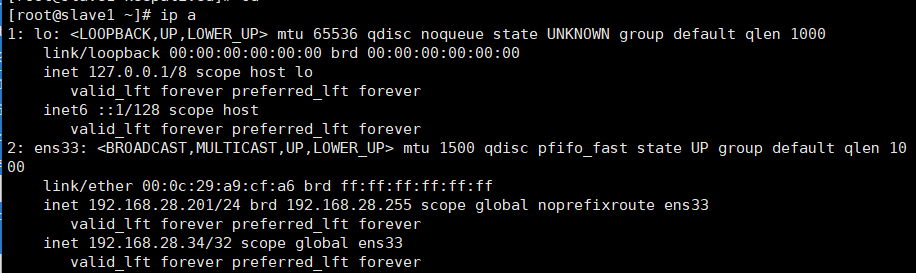 [root@slave1 ~]# ip a
1: lo: <LOOPBACK,UP,LOWER_UP> mtu 65536 qdisc noqueue state UNKNOWN group default qlen 1000
    link/loopback 00:00:00:00:00:00 brd 00:00:00:00:00:00
    inet 127.0.0.1/8 scope host lo
       valid_lft forever preferred_lft forever
    inet6 ::1/128 scope host
       valid_lft forever preferred_lft forever
2: ens33: <BROADCAST,MULTICAST,UP,LOWER_UP> mtu 1500 qdisc pfifo_fast state UP group default qlen 10
00
    link/ether 00:0c:29:a9:cf:a6 brd ff:ff:ff:ff:ff:ff
    inet 192.168.28.201/24 brd 192.168.28.255 scope global noprefixroute ens33
       valid_lft forever preferred_lft forever
    inet 192.168.28.34/32 scope global ens33
       valid_lft forever preferred_lft forever